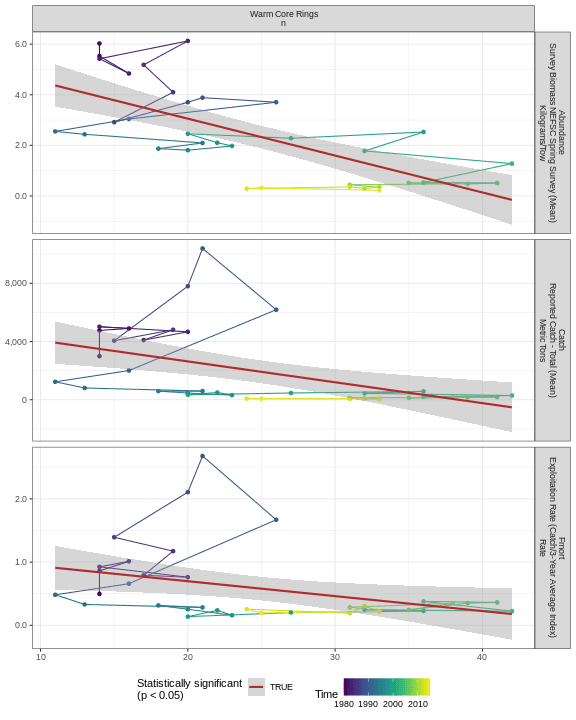 Warm Core Rings
n
6.0
4.0
2.0
0.0
Abundance
Survey Biomass NEFSC Spring Survey (Mean)
Kilograms/Tow
8,000
4,000
0
Catch
Reported Catch - Total (Mean)
Metric Tons
2.0
1.0
0.0
Fmort
Exploitation Rate (Catch/3-Year Average Index)
Rate
10
20
30
40
Statistically significant
(p < 0.05)
TRUE
Time
1980 1990 2000 2010